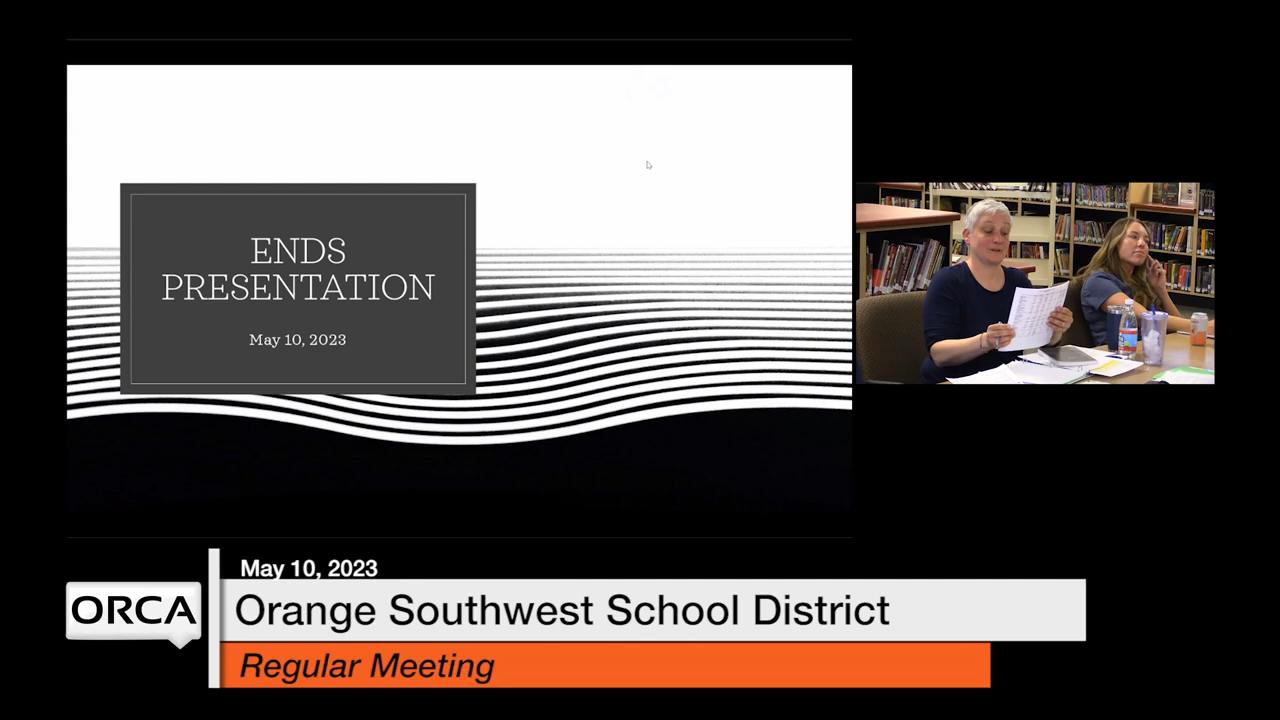 ENDS
PRESENTATION
May 10, 2023
May 10, 2023
ORCA
Orange Southwest School District
Regular Meeting